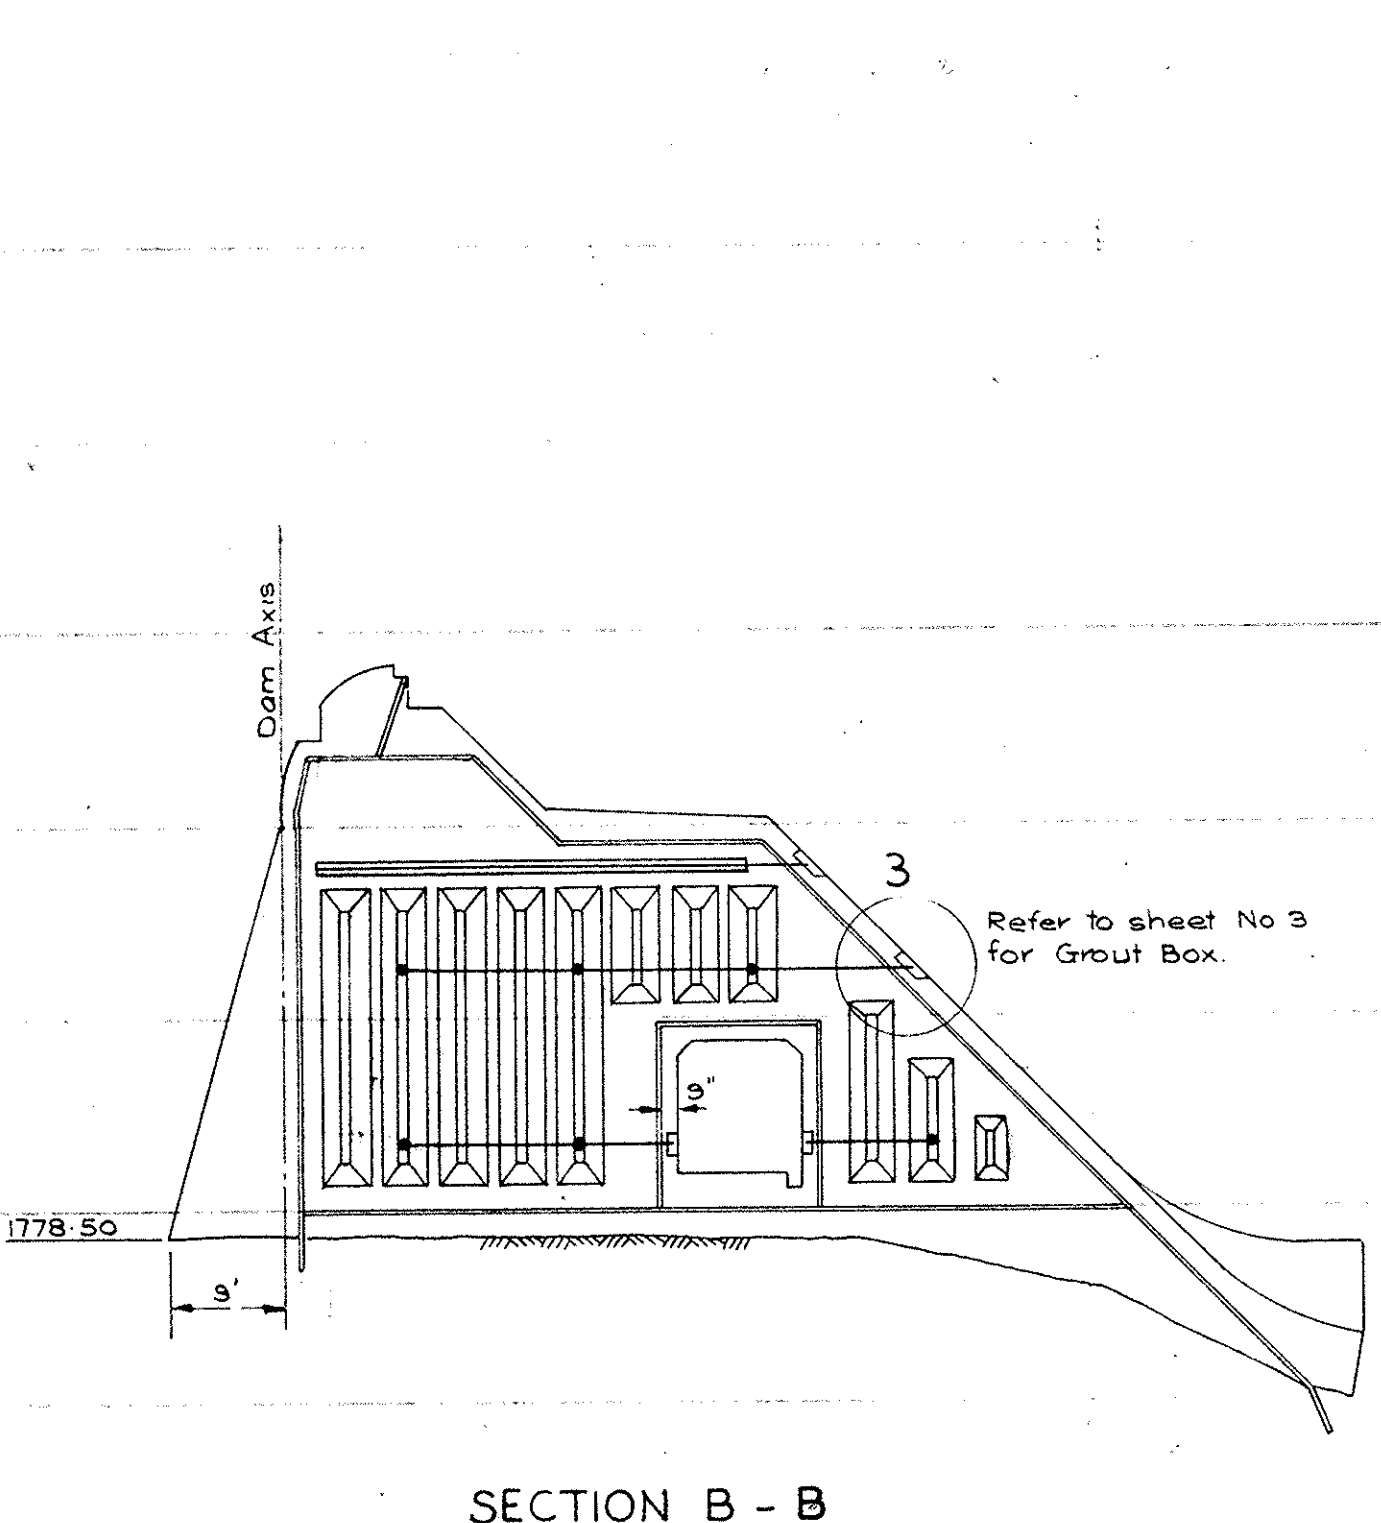 Dam Axis
3
Refer to sheet No 3
for Grout Box.
9"
1778·50
9'
SECTION B - B